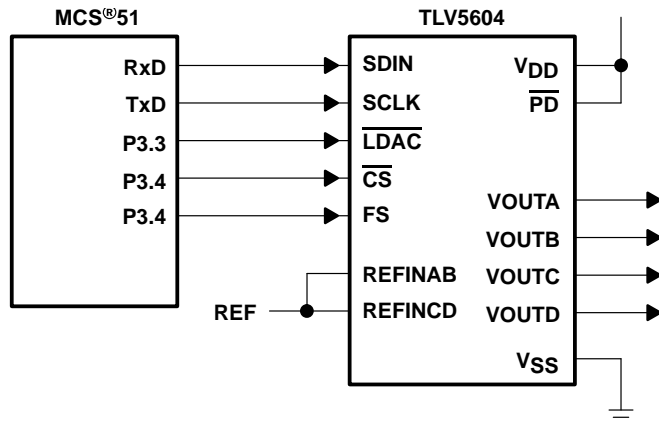 MCS®51
TLV5604
RxD
TxD
P3.3
P3.4
P3.4
SDIN
SCLK
LDAC
CS
FS
REFINAB
REFINCD
REF
VDD
PD
VOUTA
VOUTB
VOUTC
VOUTD
VSS